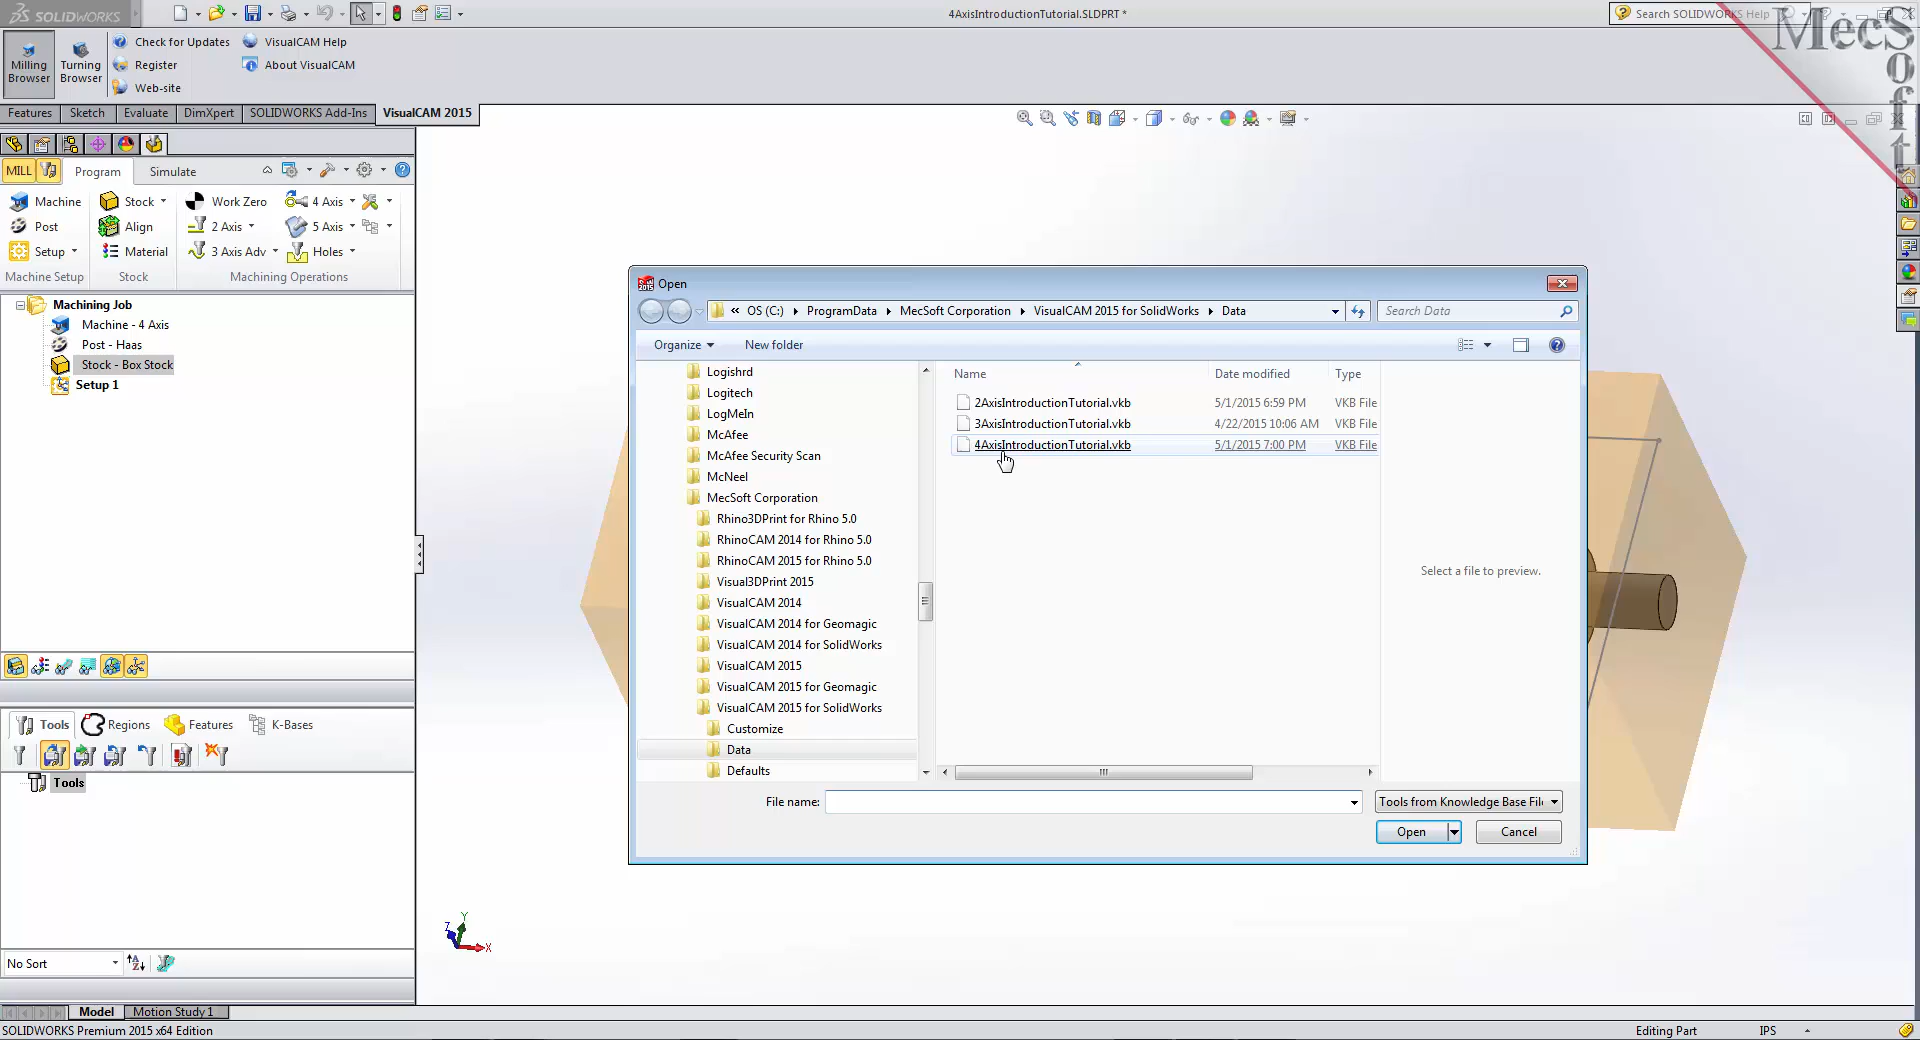 SOLIDWORKS
4AxisIntroductionTutorial.SLDPRT *
Search SOLIDWORKS Help
MecSoft
Milling Browser
Turning Browser
Check for Updates
Register
Web-site
VisualCAM Help
About VisualCAM
Features
Sketch
Evaluate
DimXpert
SOLIDWORKS Add-Ins
VisualCAM 2015
MILL
Program
Simulate
Machine
Post
Setup
Machine Setup
Stock
Align
Material
Stock
Work Zero
2 Axis
3 Axis Adv
4 Axis
5 Axis
Holes
Machining Operations
Machining Job
Machine - 4 Axis
Post - Haas
Stock - Box Stock
Setup 1
Tools
Regions
Features
K-Bases
Tools
No Sort
Model
Motion Study 1
SOLIDWORKS Premium 2015 x64 Edition
Editing Part
IPS
Open
OS (C:)
ProgramData
MecSoft Corporation
VisualCAM 2015 for SolidWorks
Data
Search Data
Organize
New folder
Logishrd
Logitech
LogMeIn
McAfee
McAfee Security Scan
McNeel
MecSoft Corporation
Rhino3DPrint for Rhino 5.0
RhinoCAM 2014 for Rhino 5.0
RhinoCAM 2015 for Rhino 5.0
Visual3DPrint 2015
VisualCAM 2014
VisualCAM 2014 for Geomagic
VisualCAM 2014 for SolidWorks
VisualCAM 2015
VisualCAM 2015 for Geomagic
VisualCAM 2015 for SolidWorks
Customize
Data
Defaults
Name Date modified Type
2AxisIntroductionTutorial.vkb 5/1/2015 6:59 PM VKB File
3AxisIntroductionTutorial.vkb 4/22/2015 10:06 AM VKB File
4AxisIntroductionTutorial.vkb 5/1/2015 7:00 PM VKB File
Select a file to preview.
File name:
Tools from Knowledge Base Fil
Open
Cancel
Z
Y
X